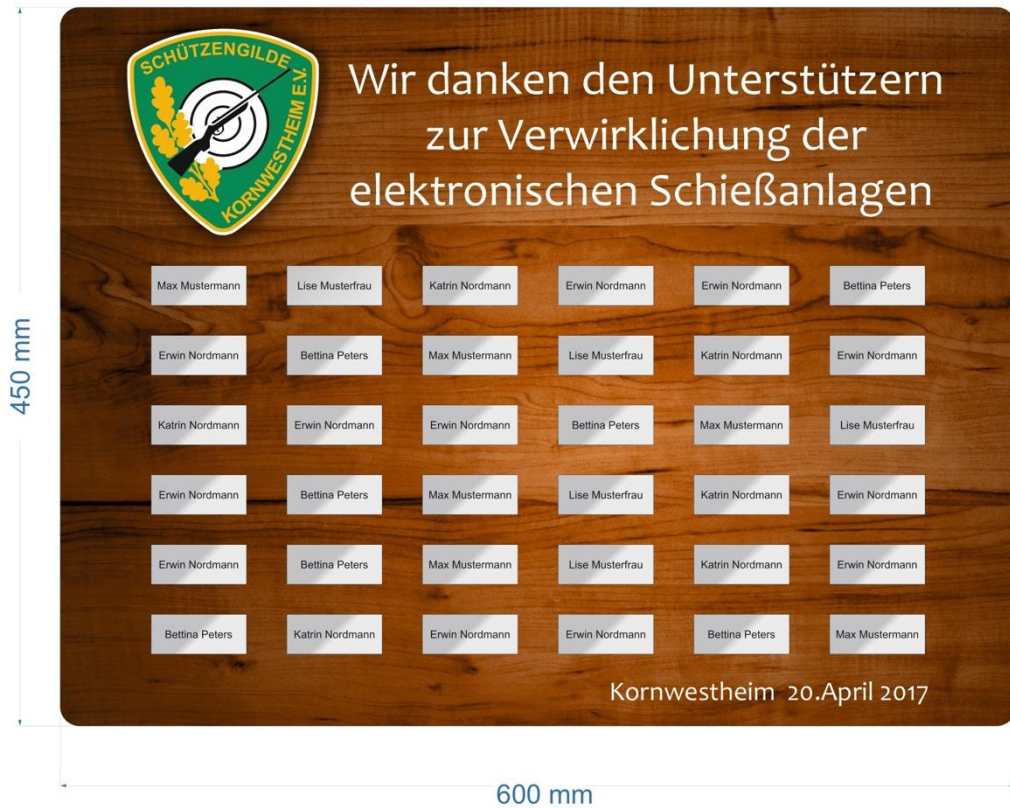 SCHÜTZENGILDE
KORNWESTHEIM E.V.
Wir danken den Unterstützern
zur Verwirklichung der
elektronischen Schießanlagen
Max Mustermann Lise Musterfrau Katrin Nordmann Erwin Nordmann Erwin Nordmann Bettina Peters
Erwin Nordmann Bettina Peters Max Mustermann Lise Musterfrau Katrin Nordmann Erwin Nordmann
Katrin Nordmann Erwin Nordmann Erwin Nordmann Bettina Peters Max Mustermann Lise Musterfrau
Erwin Nordmann Bettina Peters Max Mustermann Lise Musterfrau Katrin Nordmann Erwin Nordmann
Erwin Nordmann Bettina Peters Max Mustermann Lise Musterfrau Katrin Nordmann Erwin Nordmann
Bettina Peters Katrin Nordmann Erwin Nordmann Erwin Nordmann Bettina Peters Max Mustermann
Kornwestheim 20.April 2017
450 mm
600 mm